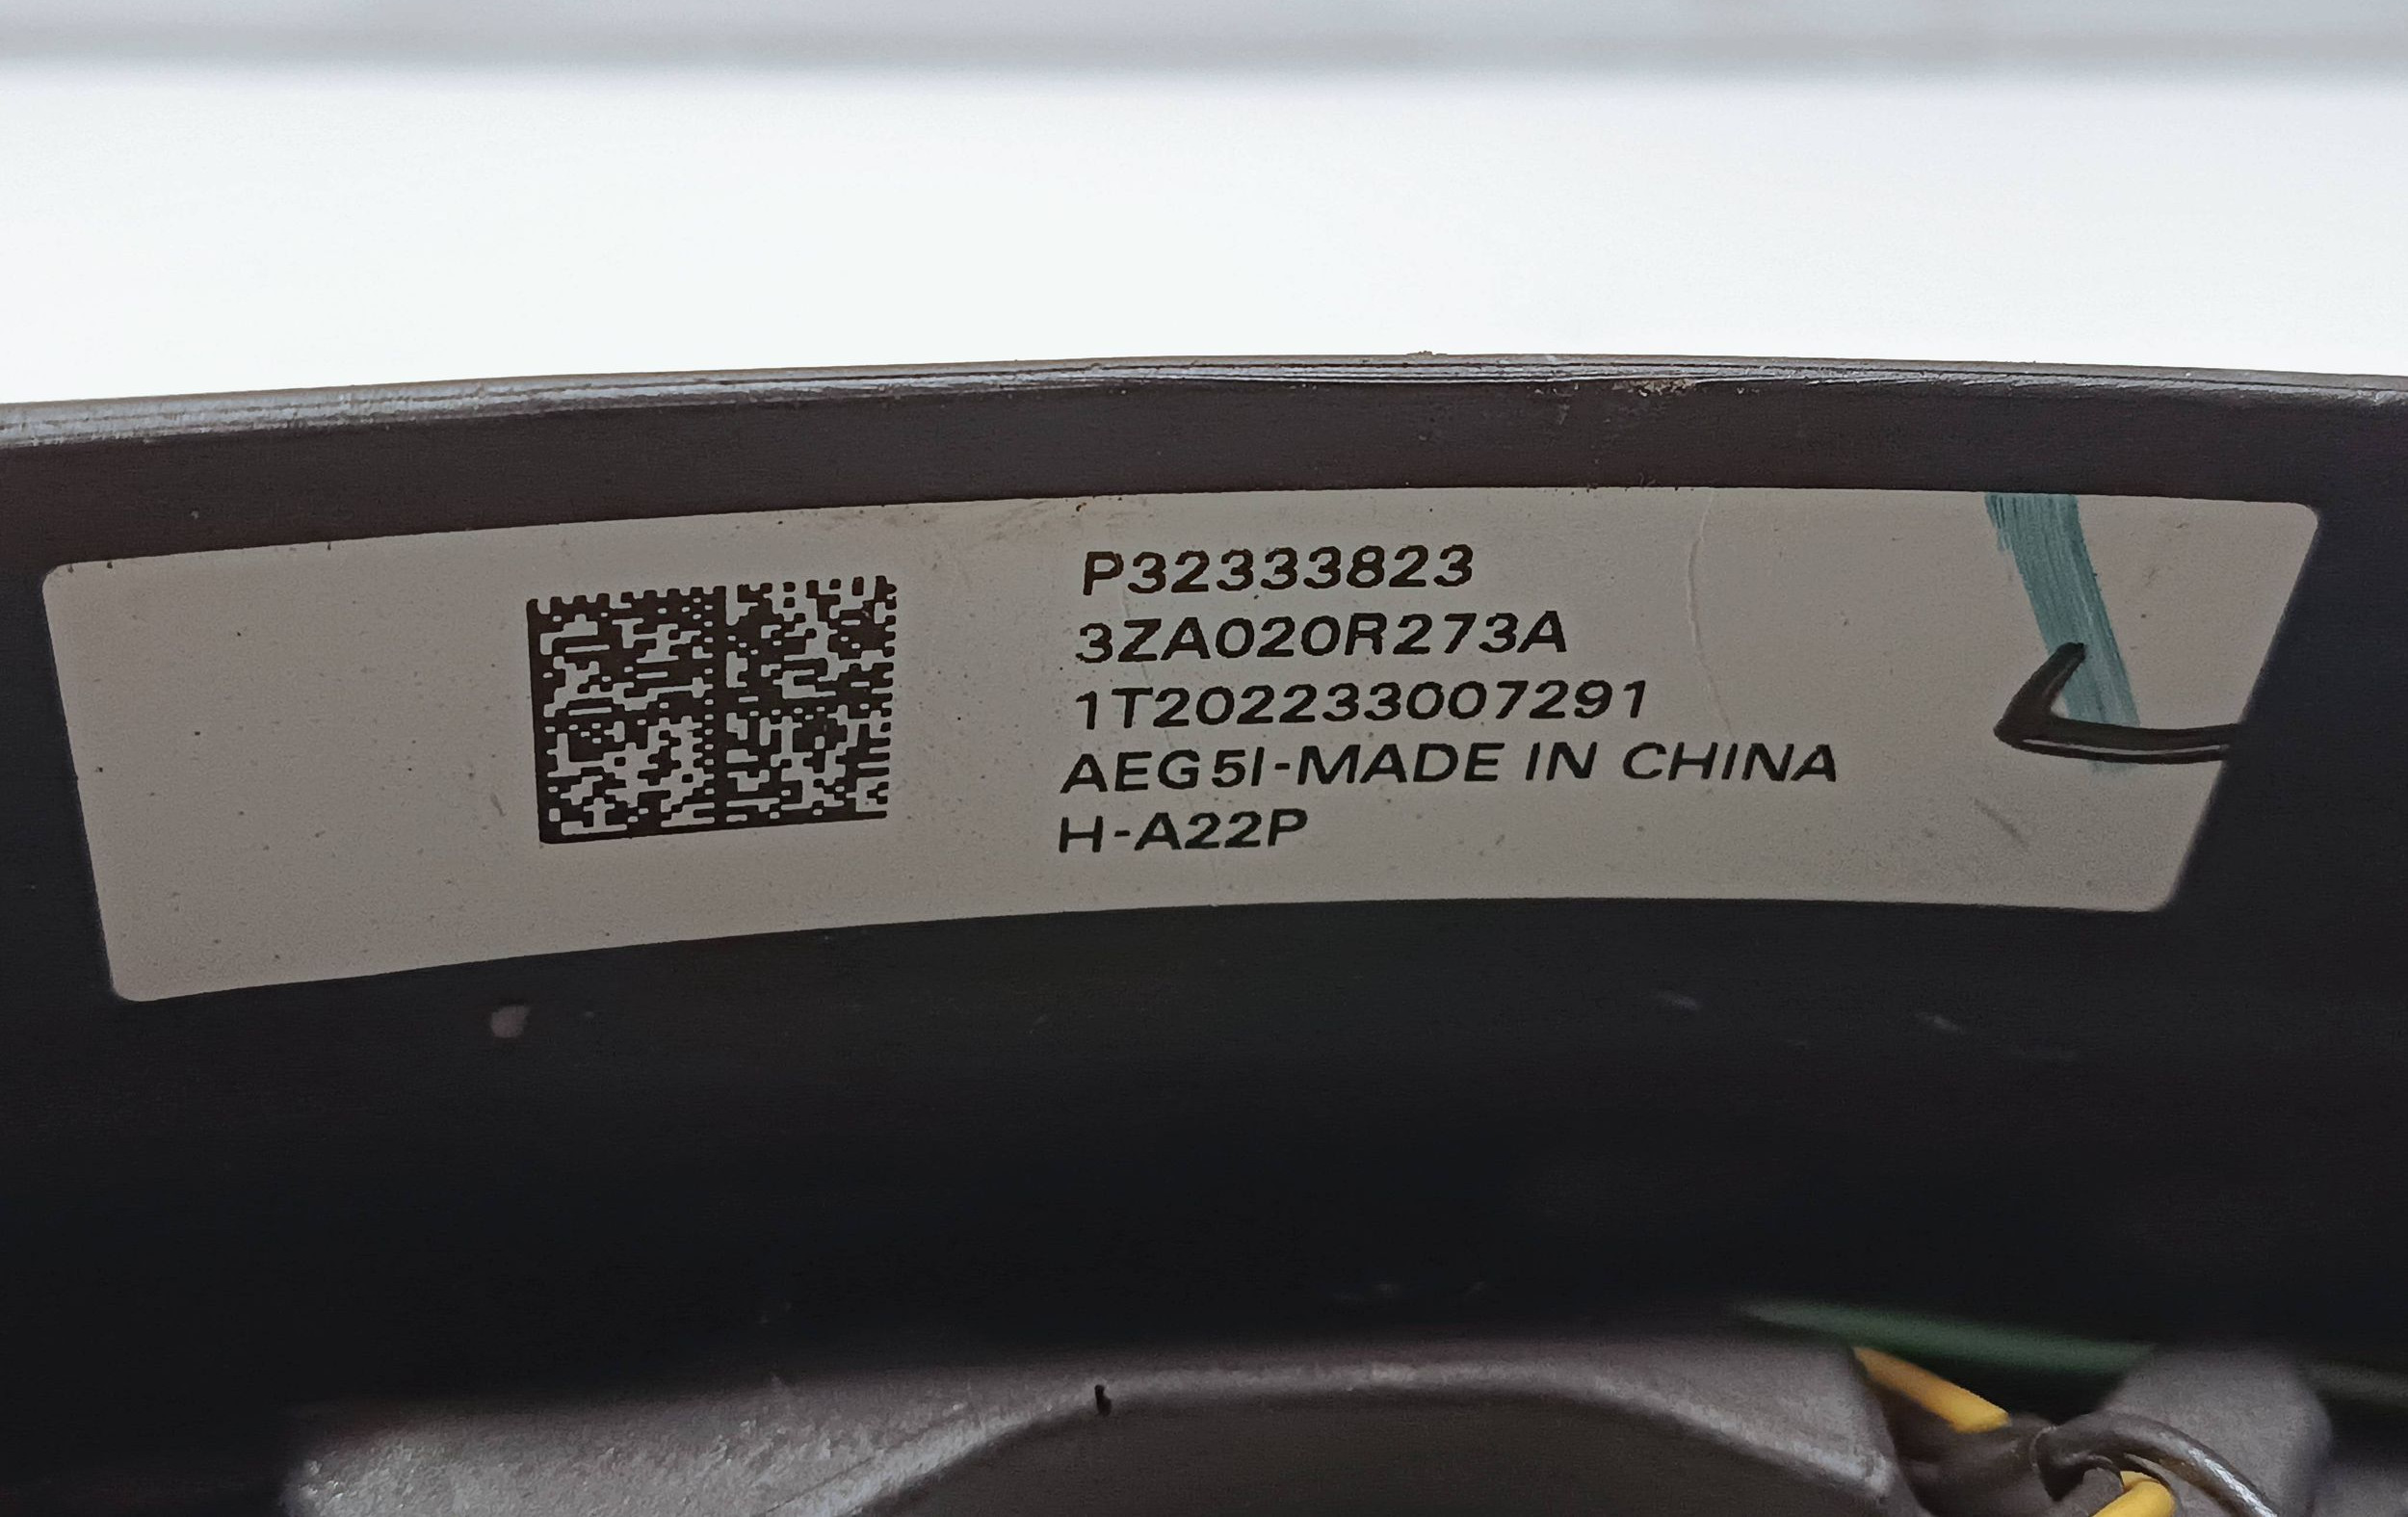 P32333823
3ZA020R273A
1T202233007291
AEG5I-MADE IN CHINA
H-A22P